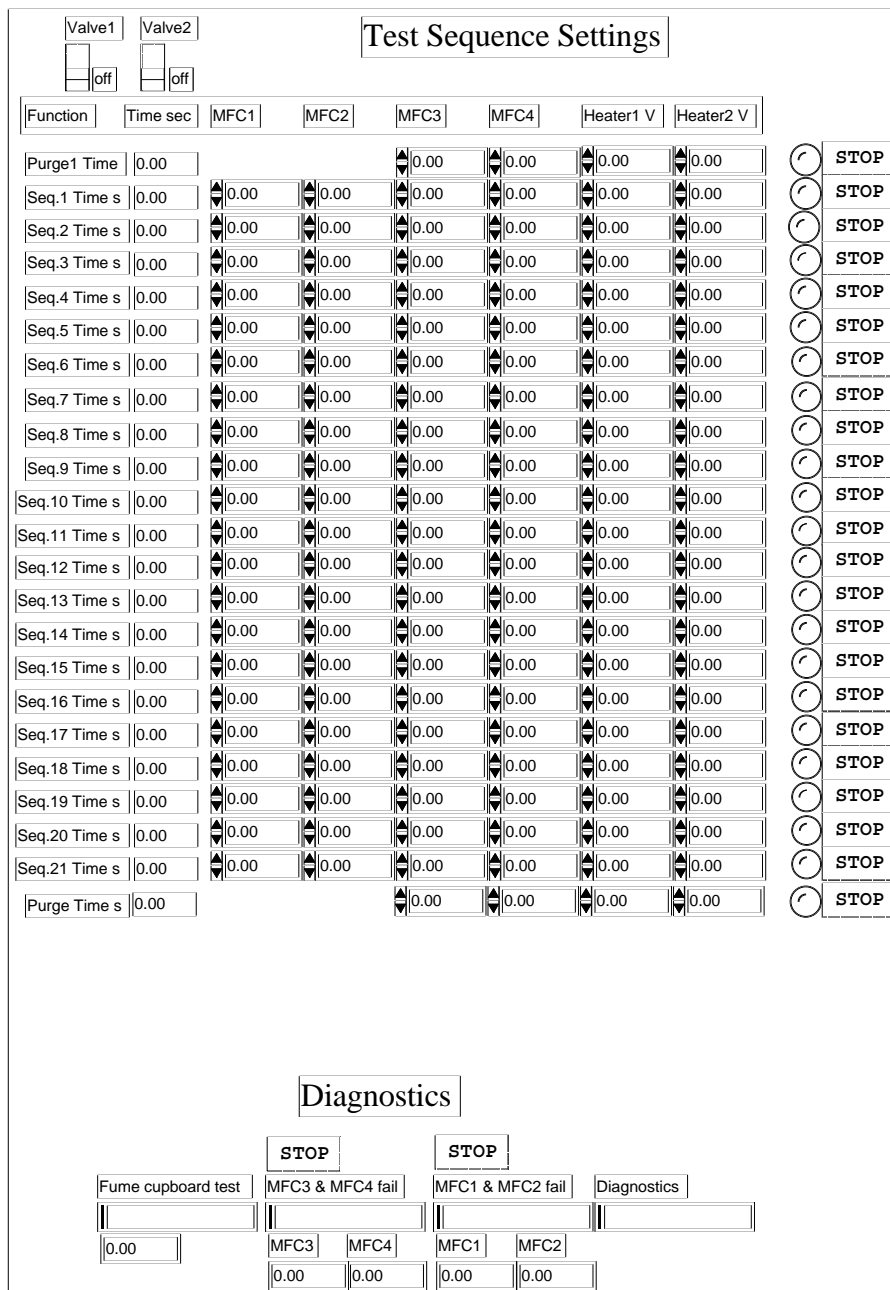 Valve1 Valve2 Test Sequence Settings
off off
Function Time sec MFC1 MFC2 MFC3 MFC4 Heater1 V Heater2 V
Purge1 Time 0.00 0.00 0.00 0.00 0.00 STOP
Seq.1 Time s 0.00 0.00 0.00 0.00 0.00 0.00 0.00 STOP
Seq.2 Time s 0.00 0.00 0.00 0.00 0.00 0.00 0.00 STOP
Seq.3 Time s 0.00 0.00 0.00 0.00 0.00 0.00 0.00 STOP
Seq.4 Time s 0.00 0.00 0.00 0.00 0.00 0.00 0.00 STOP
Seq.5 Time s 0.00 0.00 0.00 0.00 0.00 0.00 0.00 STOP
Seq.6 Time s 0.00 0.00 0.00 0.00 0.00 0.00 0.00 STOP
Seq.7 Time s 0.00 0.00 0.00 0.00 0.00 0.00 0.00 STOP
Seq.8 Time s 0.00 0.00 0.00 0.00 0.00 0.00 0.00 STOP
Seq.9 Time s 0.00 0.00 0.00 0.00 0.00 0.00 0.00 STOP
Seq.10 Time s 0.00 0.00 0.00 0.00 0.00 0.00 0.00 STOP
Seq.11 Time s 0.00 0.00 0.00 0.00 0.00 0.00 0.00 STOP
Seq.12 Time s 0.00 0.00 0.00 0.00 0.00 0.00 0.00 STOP
Seq.13 Time s 0.00 0.00 0.00 0.00 0.00 0.00 0.00 STOP
Seq.14 Time s 0.00 0.00 0.00 0.00 0.00 0.00 0.00 STOP
Seq.15 Time s 0.00 0.00 0.00 0.00 0.00 0.00 0.00 STOP
Seq.16 Time s 0.00 0.00 0.00 0.00 0.00 0.00 0.00 STOP
Seq.17 Time s 0.00 0.00 0.00 0.00 0.00 0.00 0.00 STOP
Seq.18 Time s 0.00 0.00 0.00 0.00 0.00 0.00 0.00 STOP
Seq.19 Time s 0.00 0.00 0.00 0.00 0.00 0.00 0.00 STOP
Seq.20 Time s 0.00 0.00 0.00 0.00 0.00 0.00 0.00 STOP
Seq.21 Time s 0.00 0.00 0.00 0.00 0.00 0.00 0.00 STOP
Purge Time s 0.00 0.00 0.00 0.00 0.00 STOP
Diagnostics
STOP STOP
Fume cupboard test MFC3 & MFC4 fail MFC1 & MFC2 fail Diagnostics
0.00 MFC3 MFC4 MFC1 MFC2
0.00 0.00 0.00 0.00